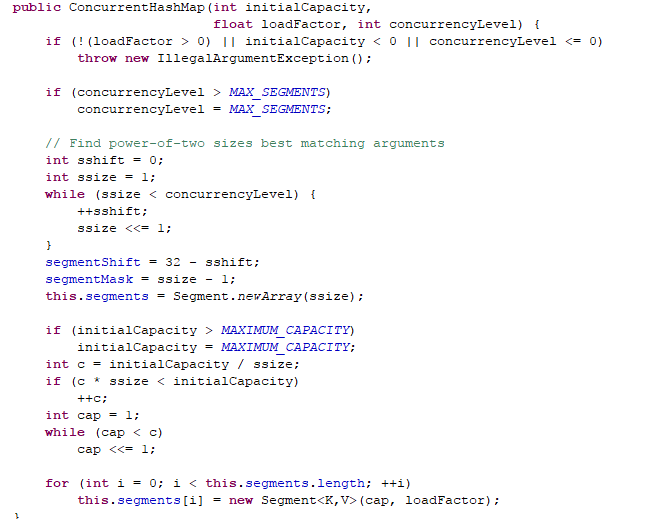 public ConcurrentHashMap(int initialCapacity,
                         float loadFactor, int concurrencyLevel) {
    if (!(loadFactor > 0) || initialCapacity < 0 || concurrencyLevel <= 0)
        throw new IllegalArgumentException();

    if (concurrencyLevel > MAX_SEGMENTS)
        concurrencyLevel = MAX_SEGMENTS;

    // Find power-of-two sizes best matching arguments
    int sshift = 0;
    int ssize = 1;
    while (ssize < concurrencyLevel) {
        ++sshift;
        ssize <<= 1;
    }
    segmentShift = 32 - sshift;
    segmentMask = ssize - 1;
    this.segments = Segment.newArray(ssize);

    if (initialCapacity > MAXIMUM_CAPACITY)
        initialCapacity = MAXIMUM_CAPACITY;
    int c = initialCapacity / ssize;
    if (c * ssize < initialCapacity)
        ++c;
    int cap = 1;
    while (cap < c)
        cap <<= 1;

    for (int i = 0; i < this.segments.length; ++i)
        this.segments[i] = new Segment<K,V>(cap, loadFactor);
}